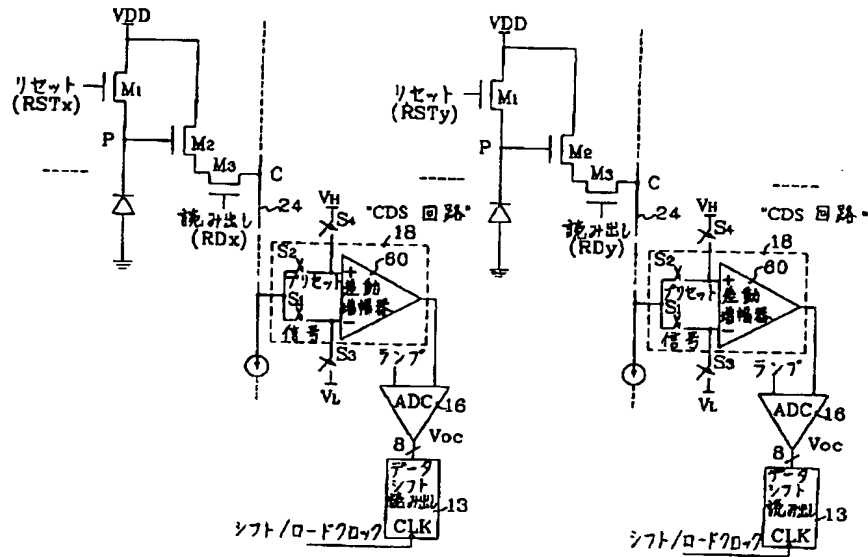 VDD
リセット
(RSTx)
M1
P
M2
M3
C
読み出し
(RDx)
24
VH
S4
"CDS 回路"
18
60
S2
リセット
S1
信号
+
差動
増幅器
−
S3
VL
ランプ
ADC
16
8
VOC
データ
シフト
読み出し
13
CLK
シフト/ロードクロック
VDD
リセット
(RSTy)
M1
P
M2
M3
C
読み出し
(RDy)
24
VH
S4
"CDS 回路"
18
60
S2
リセット
S1
信号
+
差動
増幅器
−
S3
VL
ランプ
ADC
16
8
VOC
データ
シフト
読み出し
13
CLK
シフト/ロードクロック